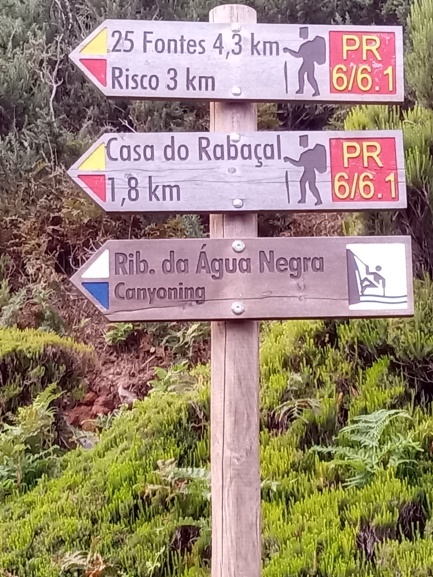 25 Fontes 4,3 km
Risco 3 km
PR
6/6.1
Casa do Rabaçal
1,8 km
PR
6/6.1
Rib. da Água Negra
Canyoning